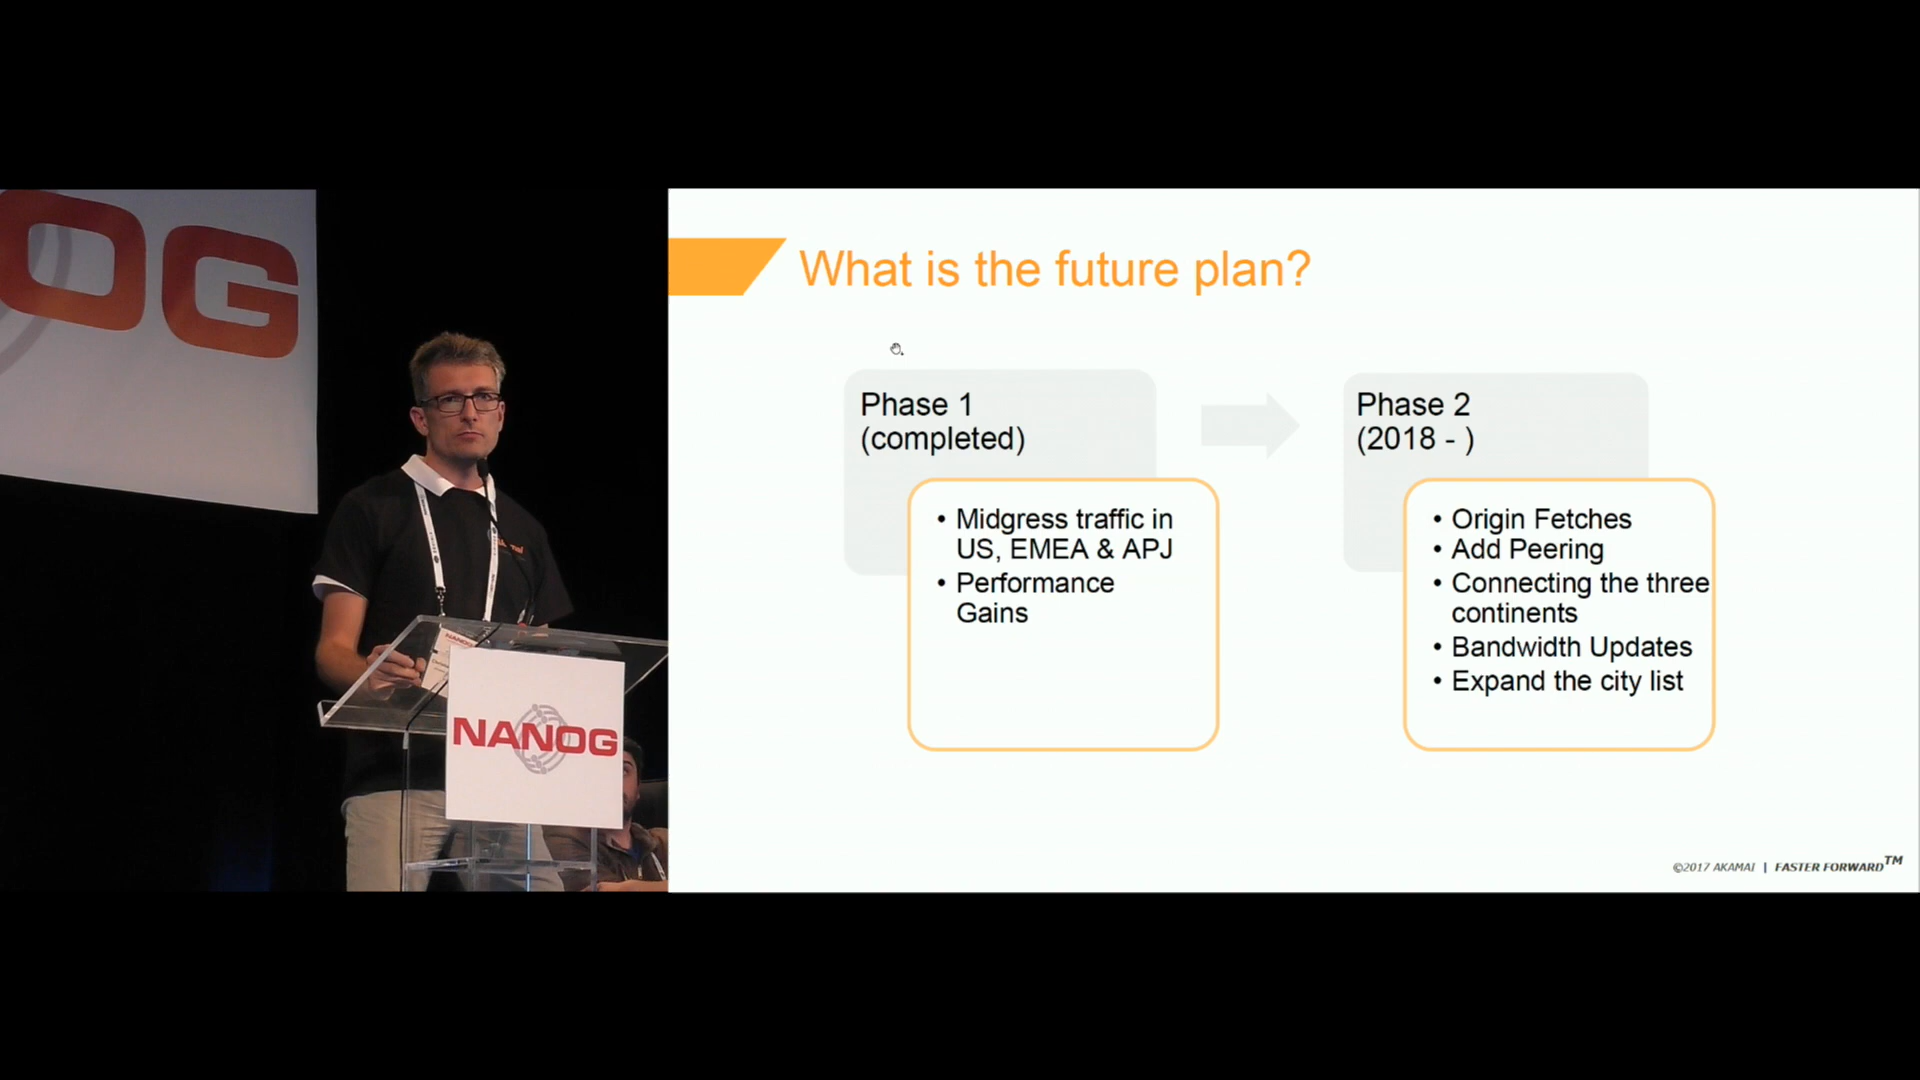 OG
NANOG
NANOG
What is the future plan?
Phase 1
(completed)
• Midgress traffic in
US, EMEA & APJ
• Performance
Gains
Phase 2
(2018 - )
• Origin Fetches
• Add Peering
• Connecting the three
continents
• Bandwidth Updates
• Expand the city list
©2017 AKAMAI | FASTER FORWARD™